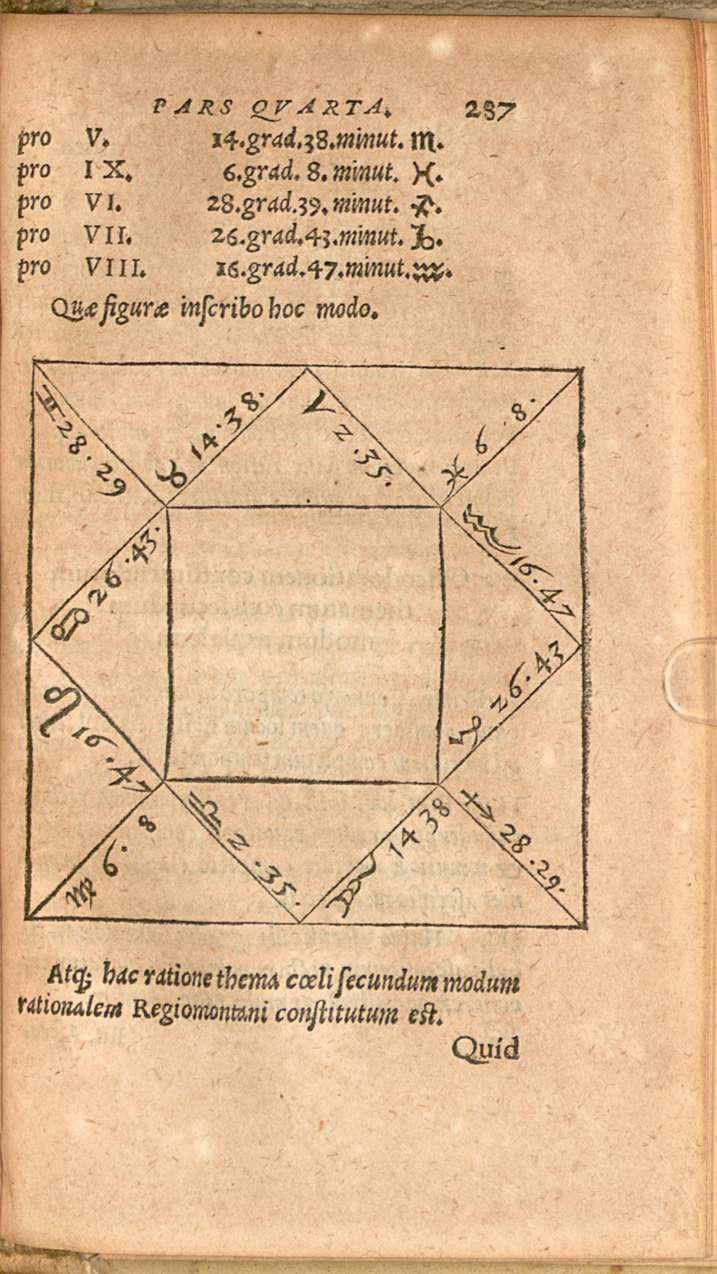 PARS QVARTA. 287
pro V. 14.grad.38.minut. ♏.
pro IX. 6.grad. 8. minut. ♓.
pro VI. 28.grad.39. minut. ♐.
pro VII. 26.grad.43.minut. ♑.
pro VIII. 16.grad.47.minut.♒.
Quæ figuræ inſcribo hoc modo.
♊ 28.29
♉ 14.38.
♈ 2.35.
♓ 6.8.
♋ 26.43.
♒ 16.47
♌ 16.47
♑ 26.43
♍ 6.8
♎ 2.35.
♏ 14 38
♐ 28.29.
Atq; hac ratione thema cœli ſecundum modum
rationalem Regiomontani conſtitutum eſt.
Quid